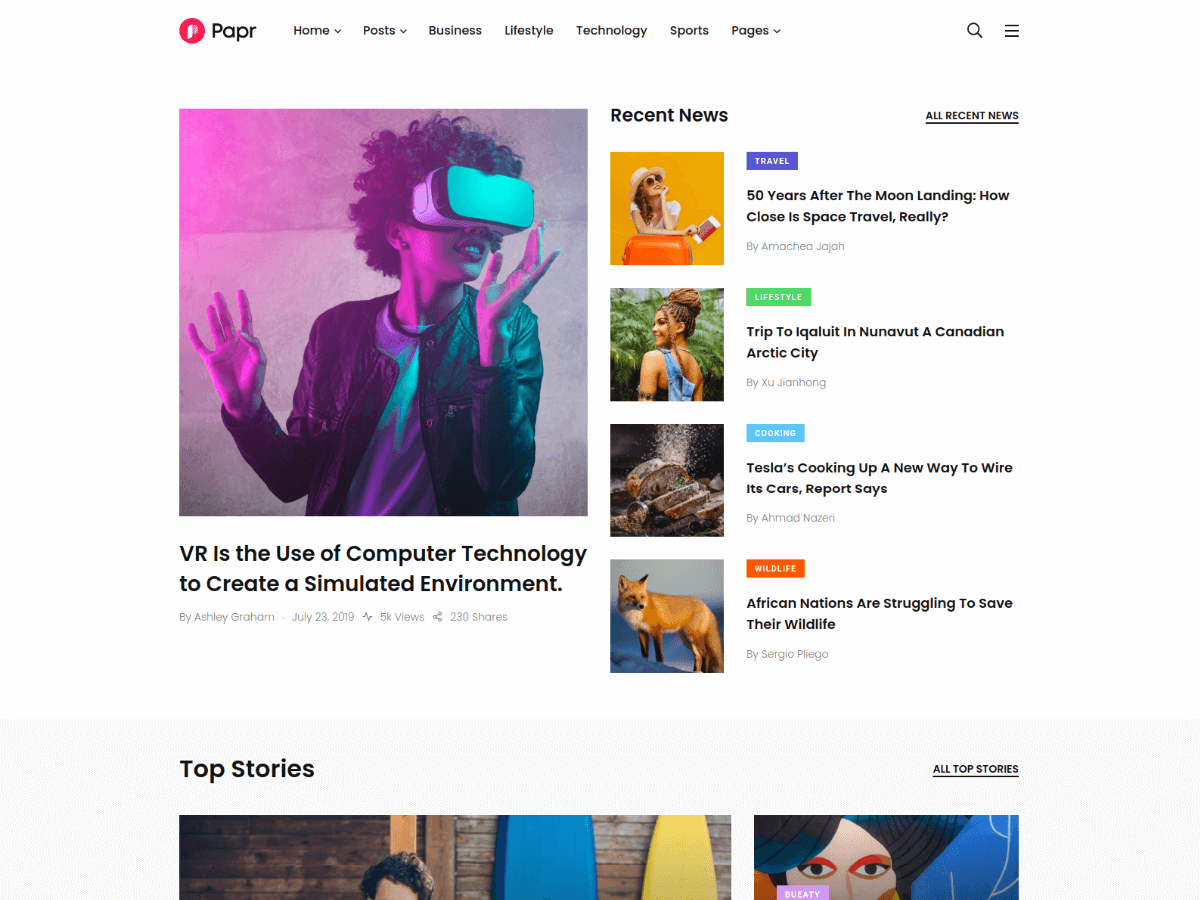 Papr
Home Posts Business Lifestyle Technology Sports Pages
VR Is the Use of Computer Technology
to Create a Simulated Environment.
By Ashley Graham · July 23, 2019 5k Views 230 Shares
Recent News
ALL RECENT NEWS
TRAVEL
50 Years After The Moon Landing: How
Close Is Space Travel, Really?
By Amachea Jajah
LIFESTYLE
Trip To Iqaluit In Nunavut A Canadian
Arctic City
By Xu Jianhong
COOKING
Tesla's Cooking Up A New Way To Wire
Its Cars, Report Says
By Ahmad Nazeri
WILDLIFE
African Nations Are Struggling To Save
Their Wildlife
By Sergio Pliego
Top Stories
ALL TOP STORIES
BUEATY